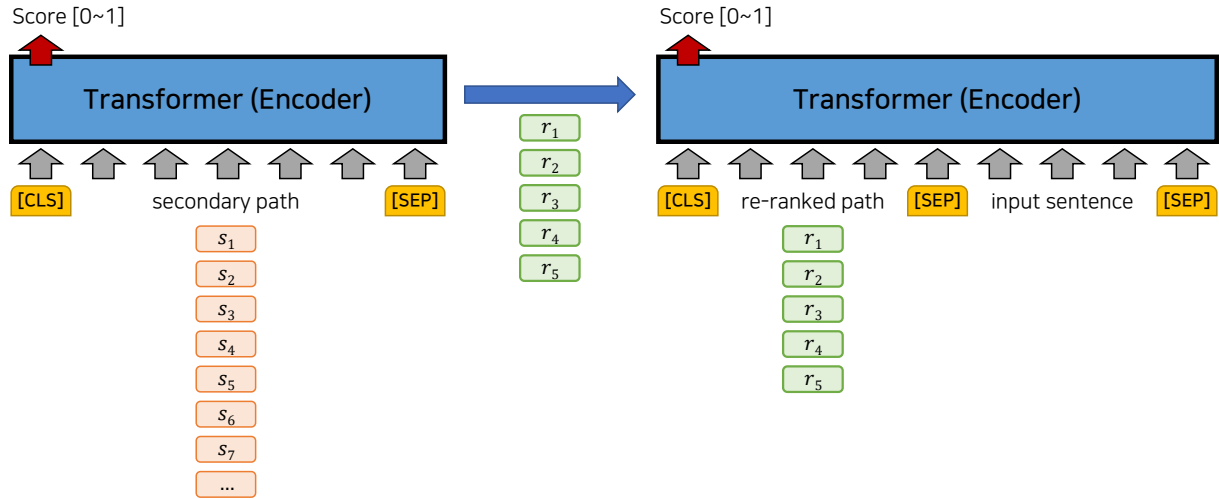 Score [0~1]
Transformer (Encoder)
[CLS] secondary path [SEP]
s1
s2
s3
s4
s5
s6
s7
...
r1
r2
r3
r4
r5
Score [0~1]
Transformer (Encoder)
[CLS] re-ranked path [SEP] input sentence [SEP]
r1
r2
r3
r4
r5